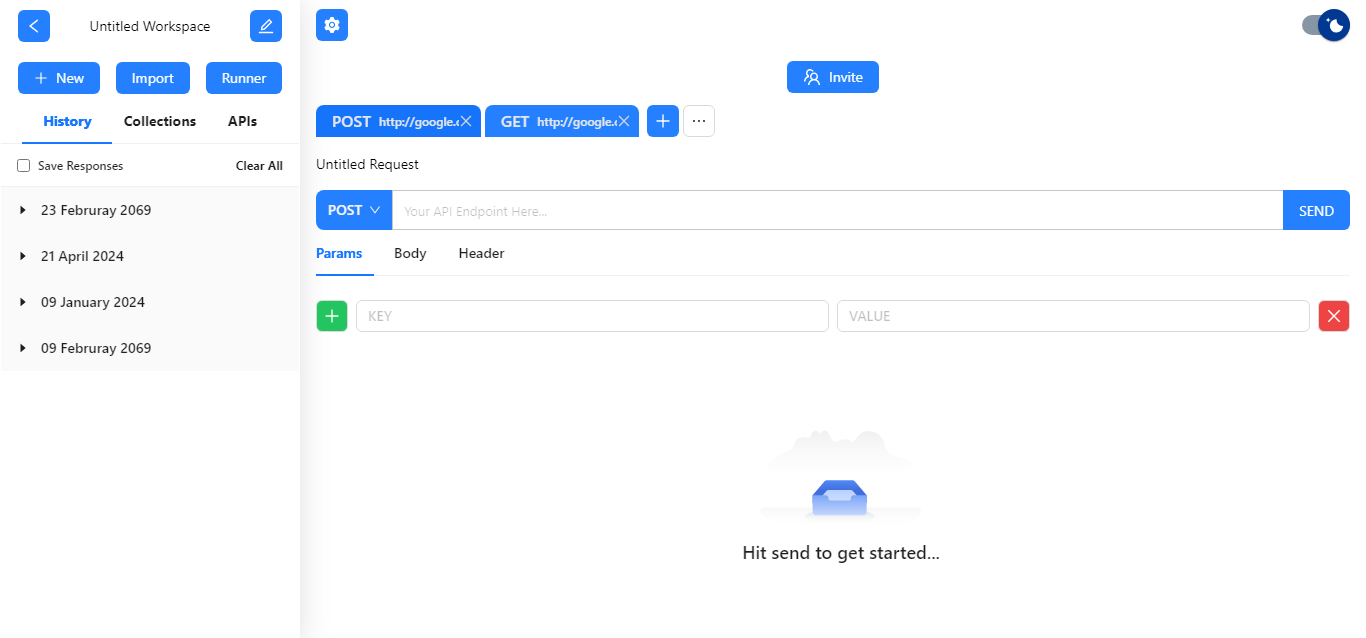 Untitled Workspace
New
Import
Runner
History
Collections
APIs
Save Responses
Clear All
23 Februray 2069
21 April 2024
09 January 2024
09 Februray 2069
Invite
POST http://google.
GET http://google.
Untitled Request
POST
Your API Endpoint Here...
SEND
Params
Body
Header
KEY
VALUE
Hit send to get started...